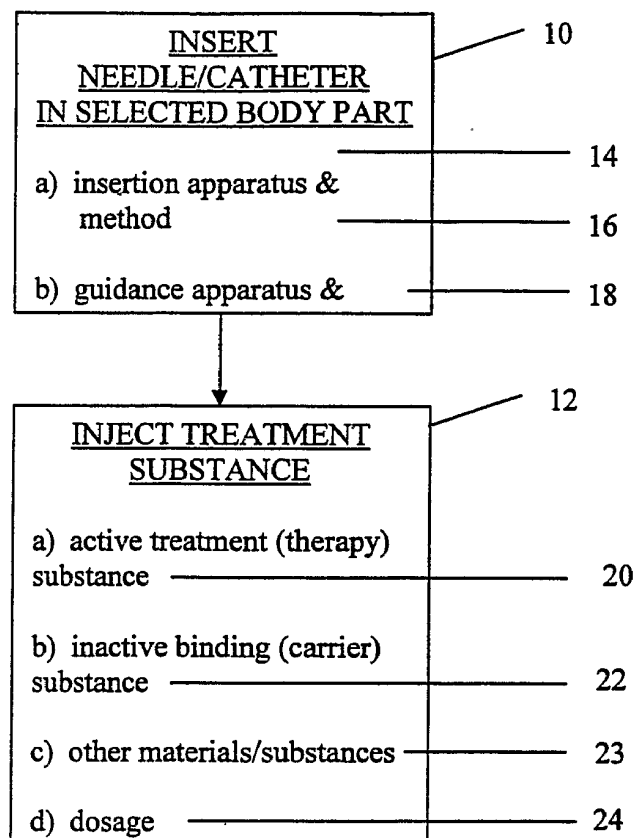 INSERT 10
NEEDLE/CATHETER
IN SELECTED BODY PART
14
a) insertion apparatus &
method 16
b) guidance apparatus & 18
INJECT TREATMENT 12
SUBSTANCE
a) active treatment (therapy)
substance 20
b) inactive binding (carrier)
substance 22
c) other materials/substances 23
d) dosage 24